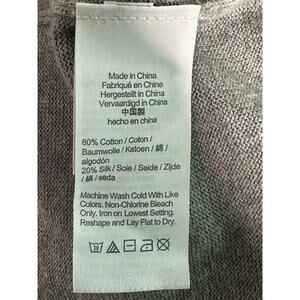 Made in China
Fabriqué en Chine
Hergestellt in China
Vervaardigd in China
中国製
hecho en china
80% Cotton / Coton /
Baumwolle / Katoen / 綿 /
algodón
20% Silk / Soie / Seide / Zijde
/ 絹 / seda
Machine Wash Cold With Like
Colors. Non-Chlorine Bleach
Only. Iron on Lowest Setting.
Reshape and Lay Flat to Dry.